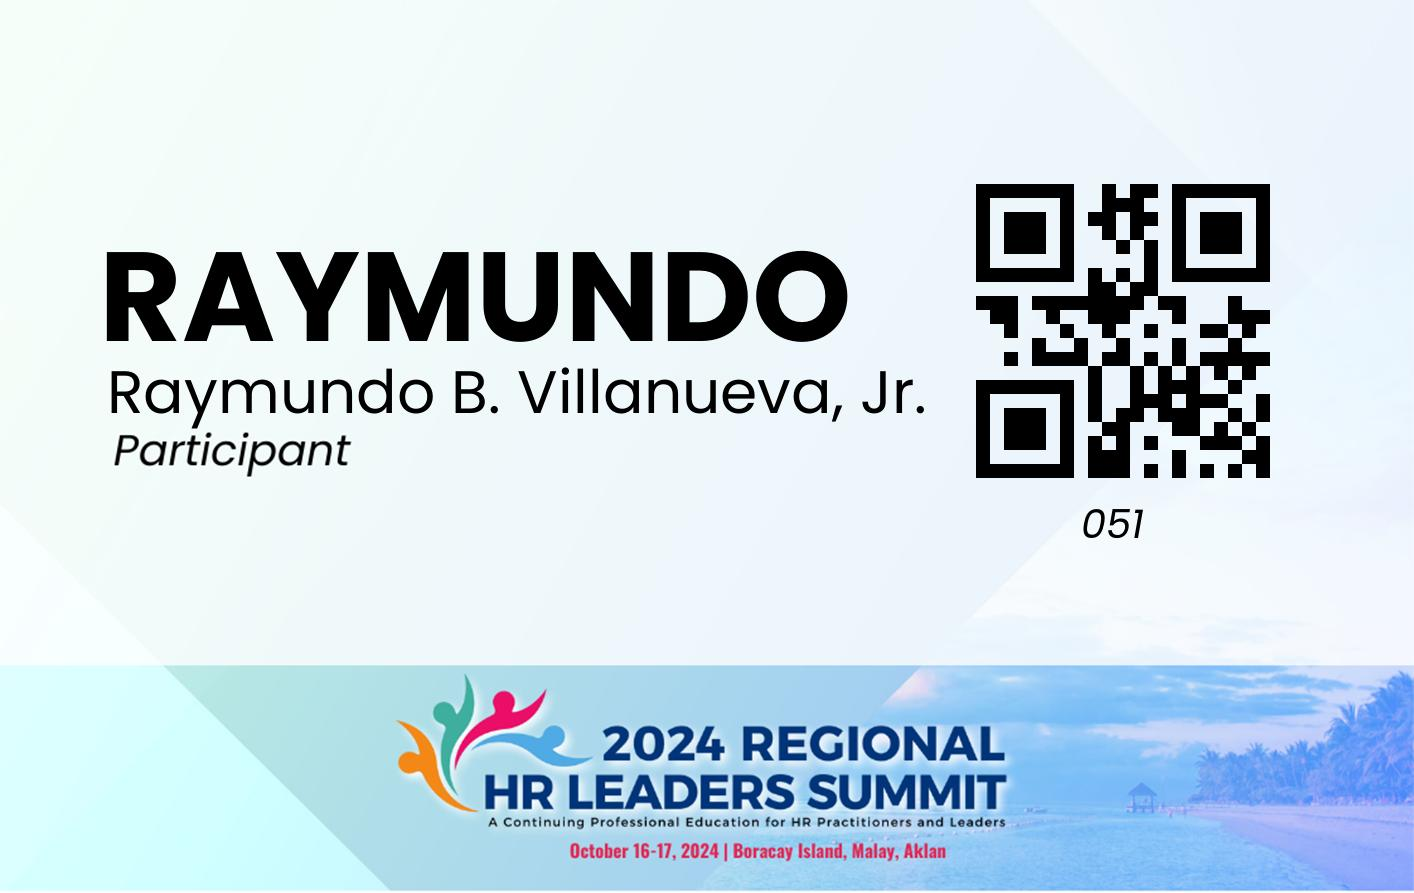 RAYMUNDO
Raymundo B. Villanueva, Jr.
Participant
051
2024 REGIONAL
HR LEADERS SUMMIT
A Continuing Professional Education for HR Practitioners and Leaders
October 16-17, 2024 | Boracay Island, Malay, Aklan